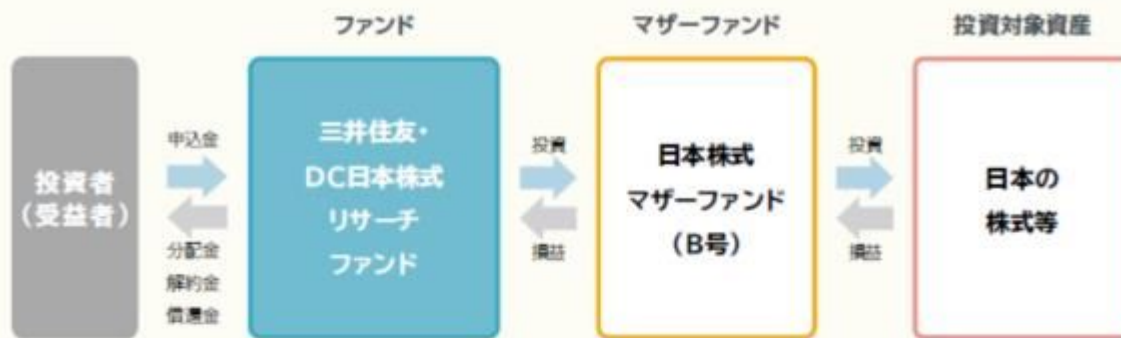 ファンド
マザーファンド
投資対象資産
投資者
（受益者）
申込金
分配金
解約金
償還金
三井住友・
DC日本株式
リサーチ
ファンド
投資
損益
日本株式
マザーファンド
（B号）
投資
損益
日本の
株式等